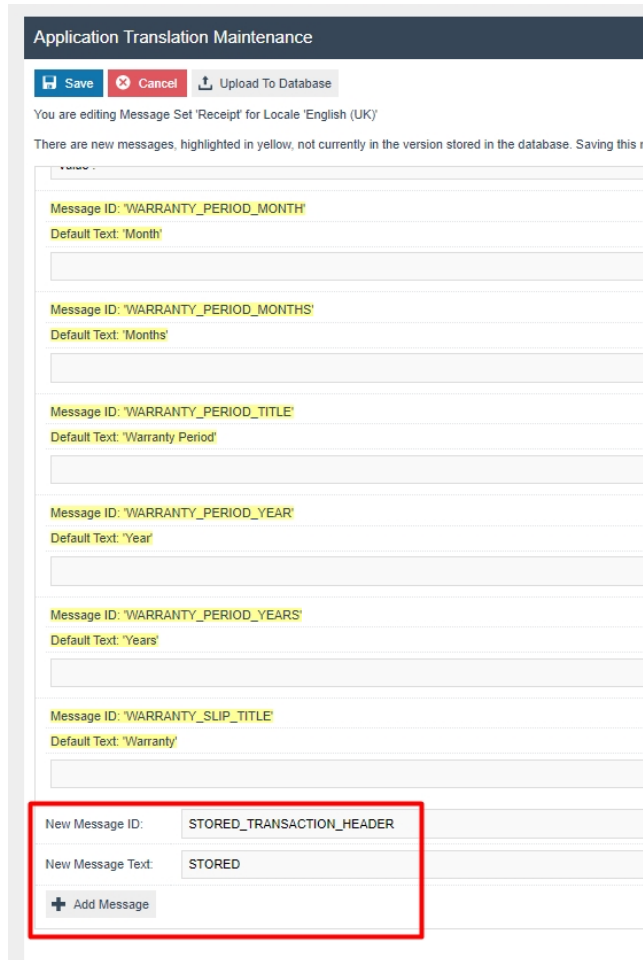 Application Translation Maintenance
Save Cancel Upload To Database
You are editing Message Set 'Receipt' for Locale 'English (UK)'
There are new messages, highlighted in yellow, not currently in the version stored in the database. Saving this
Message ID: 'WARRANTY_PERIOD_MONTH'
Default Text: 'Month'
Message ID: 'WARRANTY_PERIOD_MONTHS'
Default Text: 'Months'
Message ID: 'WARRANTY_PERIOD_TITLE'
Default Text: 'Warranty Period'
Message ID: 'WARRANTY_PERIOD_YEAR'
Default Text: 'Year'
Message ID: 'WARRANTY_PERIOD_YEARS'
Default Text: 'Years'
Message ID: 'WARRANTY_SLIP_TITLE'
Default Text: 'Warranty'
New Message ID: STORED_TRANSACTION_HEADER
New Message Text: STORED
Add Message